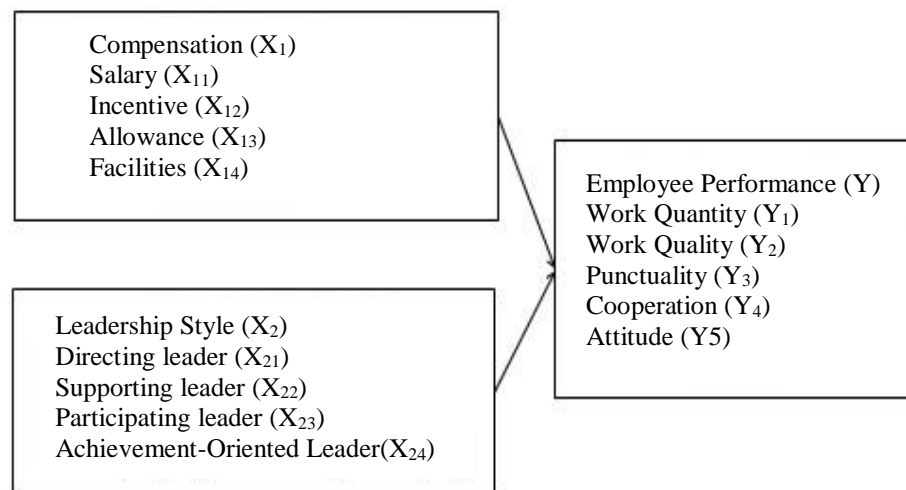 Compensation (X₁)
Salary (X₁₁)
Incentive (X₁₂)
Allowance (X₁₃)
Facilities (X₁₄)
Employee Performance (Y)
Work Quantity (Y₁)
Work Quality (Y₂)
Punctuality (Y₃)
Cooperation (Y₄)
Attitude (Y5)
Leadership Style (X₂)
Directing leader (X₂₁)
Supporting leader (X₂₂)
Participating leader (X₂₃)
Achievement-Oriented Leader(X₂₄)